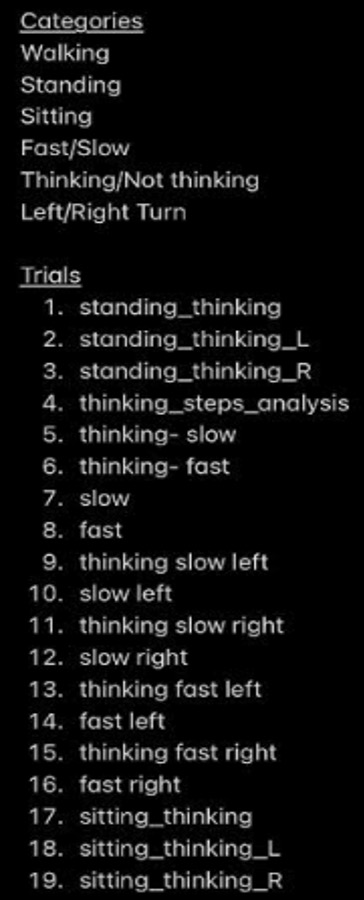 Categories
Walking
Standing
Sitting
Fast/Slow
Thinking/Not thinking
Left/Right Turn
Trials
1. standing_thinking
2. standing_thinking_L
3. standing_thinking_R
4. thinking_steps_analysis
5. thinking- slow
6. thinking- fast
7. slow
8. fast
9. thinking slow left
10. slow left
11. thinking slow right
12. slow right
13. thinking fast left
14. fast left
15. thinking fast right
16. fast right
17. sitting_thinking
18. sitting_thinking_L
19. sitting_thinking_R